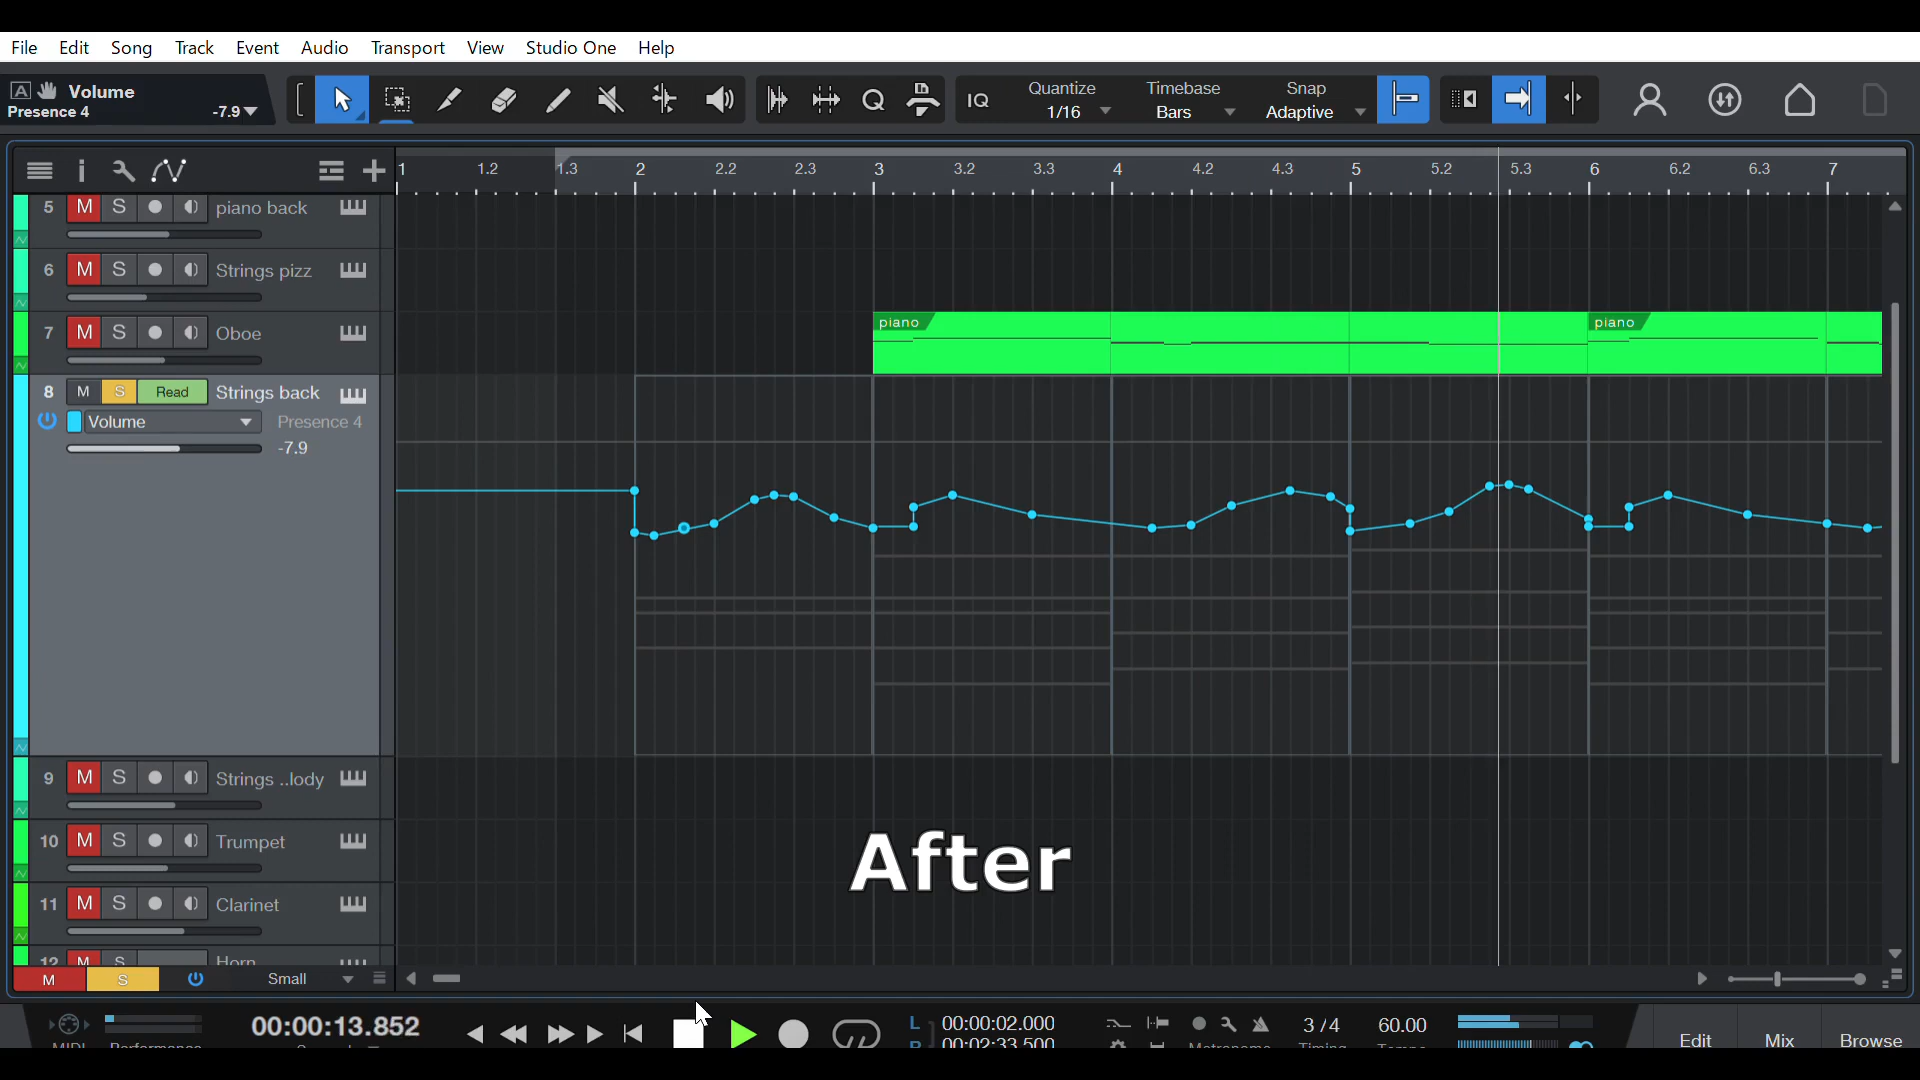 File Edit Song Track Event Audio Transport View Studio One Help
A Volume
Presence 4 -7.9
Q IQ Quantize 1/16 Timebase Bars Snap Adaptive
1 1.2 1.3 2 2.2 2.3 3 3.2 3.3 4 4.2 4.3 5 5.2 5.3 6 6.2 6.3 7
5 M S piano back
6 M S Strings pizz
7 M S Oboe
piano piano
8 M S Read Strings back
Volume Presence 4
-7.9
9 M S Strings ..lody
10 M S Trumpet
After
11 M S Clarinet
12 M S Horn
M S Small
00:00:13.852 L 00:00:02.000 3 / 4 60.00
R 00:02:33.500
MIDI Performance Metronome Timing Tempo Edit Mix Browse